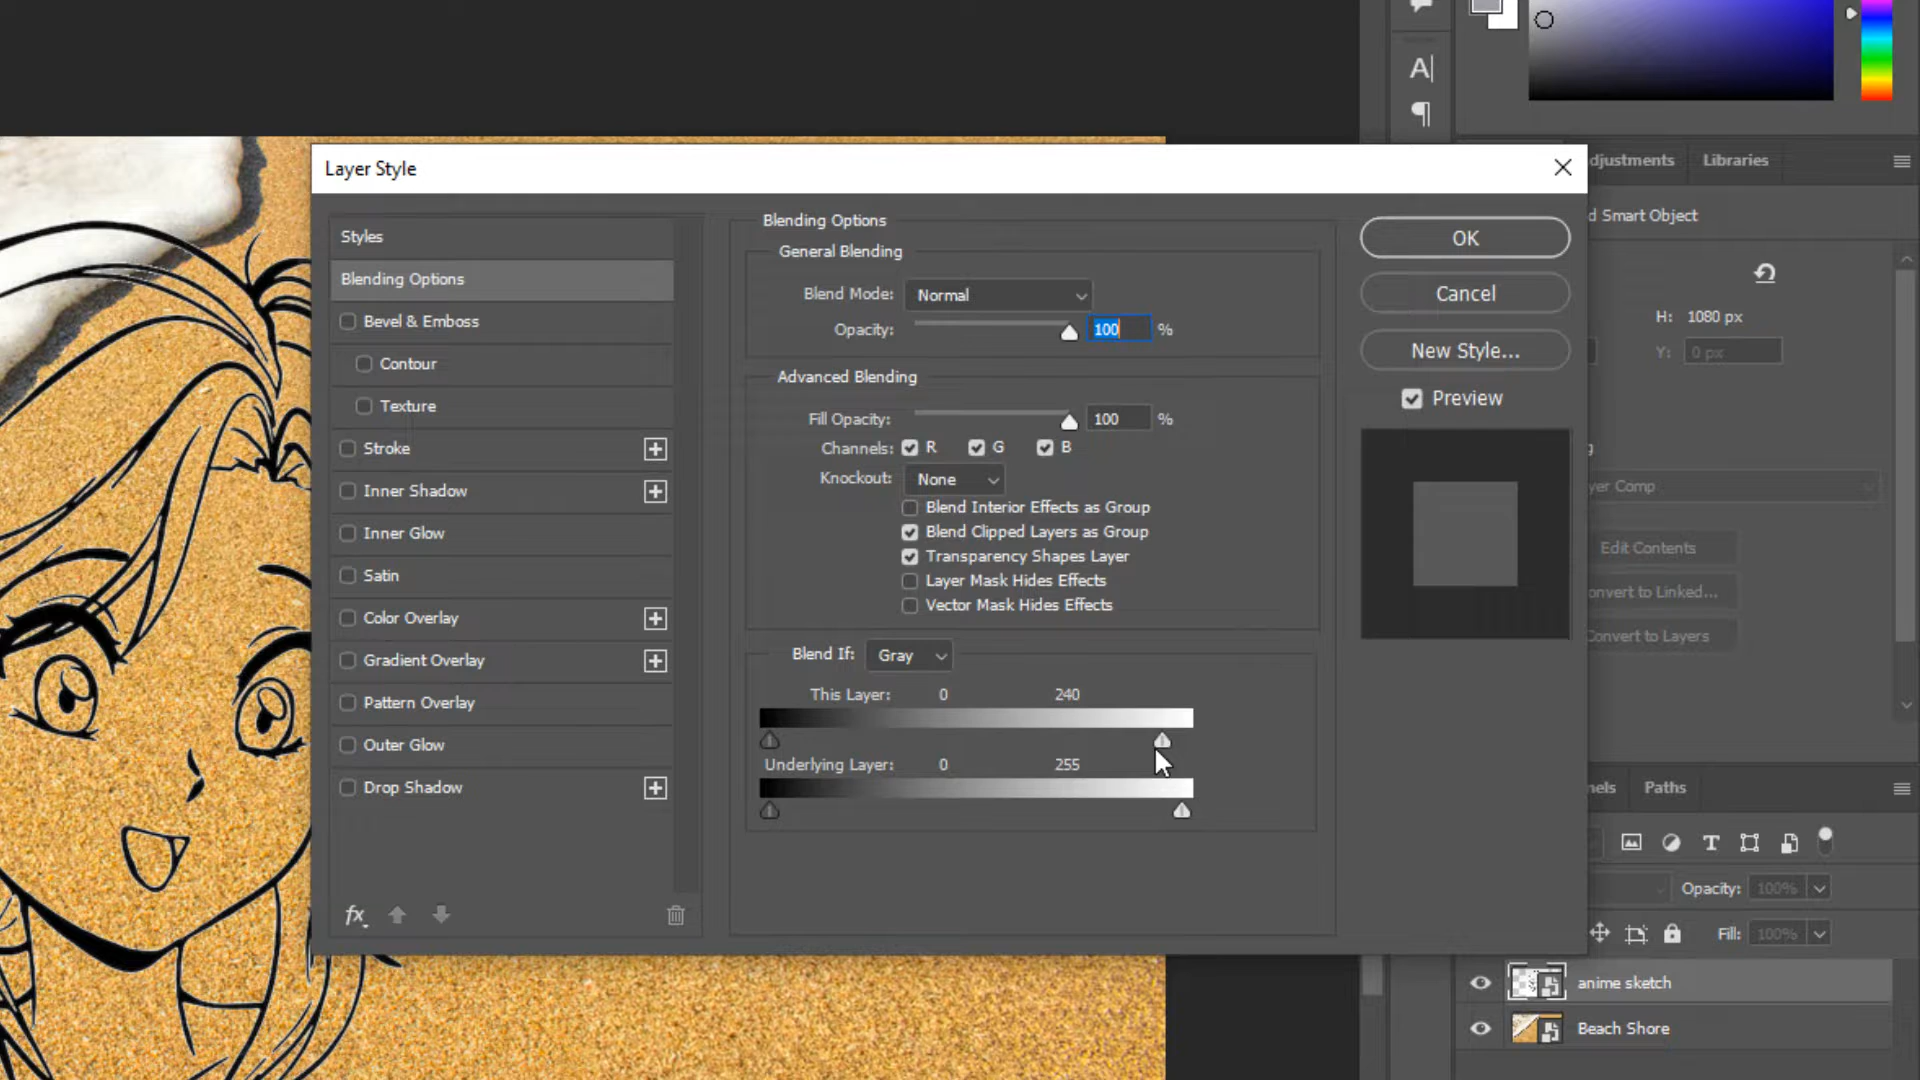 A|
Layer Style
djustments
Libraries
d Smart Object
H: 1080 px
Y: 0 px
g
yer Comp
Edit Contents
onvert to Linked...
onvert to Layers
Styles
Blending Options
Bevel & Emboss
Contour
Texture
Stroke
Inner Shadow
Inner Glow
Satin
Color Overlay
Gradient Overlay
Pattern Overlay
Outer Glow
Drop Shadow
fx
Blending Options
General Blending
Blend Mode: Normal
Opacity: 100 %
Advanced Blending
Fill Opacity: 100 %
Channels: R G B
Knockout: None
Blend Interior Effects as Group
Blend Clipped Layers as Group
Transparency Shapes Layer
Layer Mask Hides Effects
Vector Mask Hides Effects
Blend If: Gray
This Layer: 0 240
Underlying Layer: 0 255
OK
Cancel
New Style...
Preview
nels
Paths
T
Opacity: 100%
Fill: 100%
anime sketch
Beach Shore